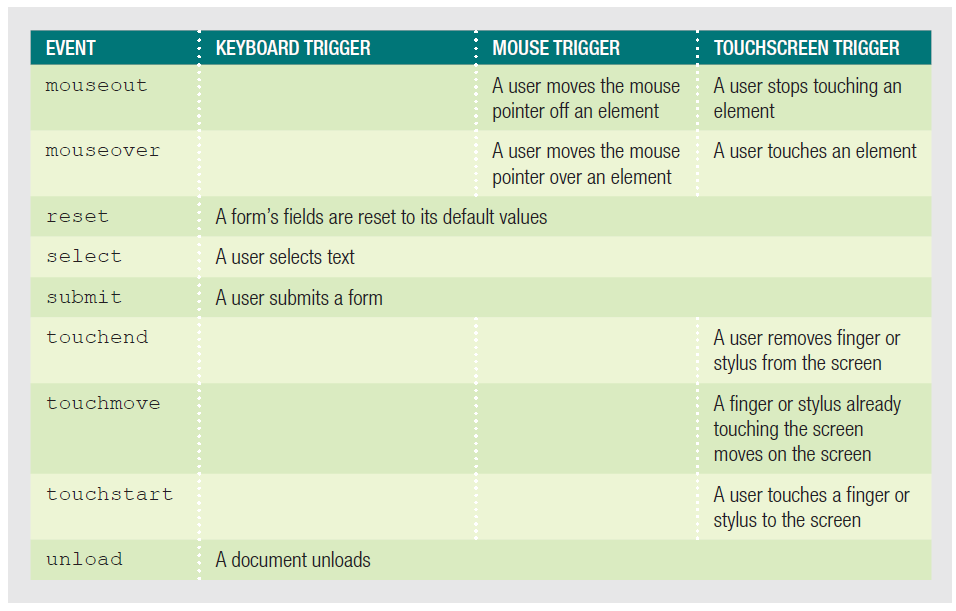 EVENT KEYBOARD TRIGGER MOUSE TRIGGER TOUCHSCREEN TRIGGER
mouseout A user moves the mouse A user stops touching an
pointer off an element element
mouseover A user moves the mouse A user touches an element
pointer over an element
reset A form’s fields are reset to its default values
select A user selects text
submit A user submits a form
touchend A user removes finger or
stylus from the screen
touchmove A finger or stylus already
touching the screen
moves on the screen
touchstart A user touches a finger or
stylus to the screen
unload A document unloads